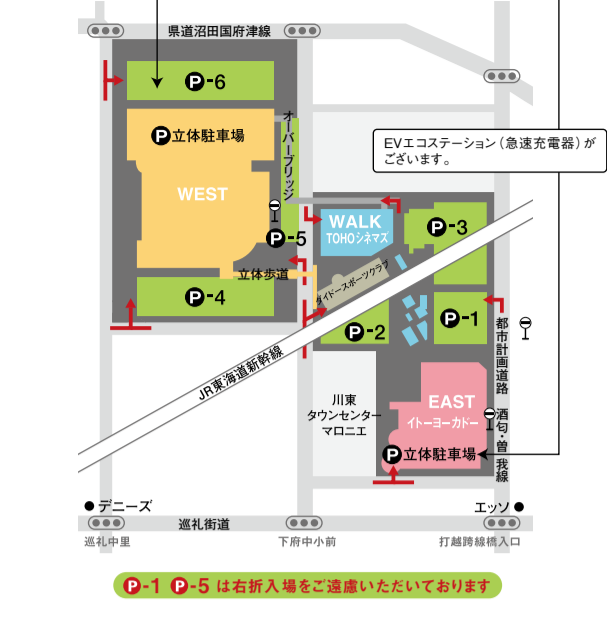 県道沼田国府津線
P-6
オーバーブリッジ
P立体駐車場
EVエコステーション（急速充電器）が
ございます。
WEST
WALK
TOHOシネマズ
P-3
P-5
立体歩道
ダイドースポーツクラブ
P-4
P-2
P-1
都市計画道路
酒匂・曽我線
JR東海道新幹線
川東
タウンセンター
マロニエ
EAST
イトーヨーカドー
P立体駐車場
デニーズ
エッソ
巡礼街道
巡礼中里
下府中小前
打越跨線橋入口
P-1 P-5 は右折入場をご遠慮いただいております